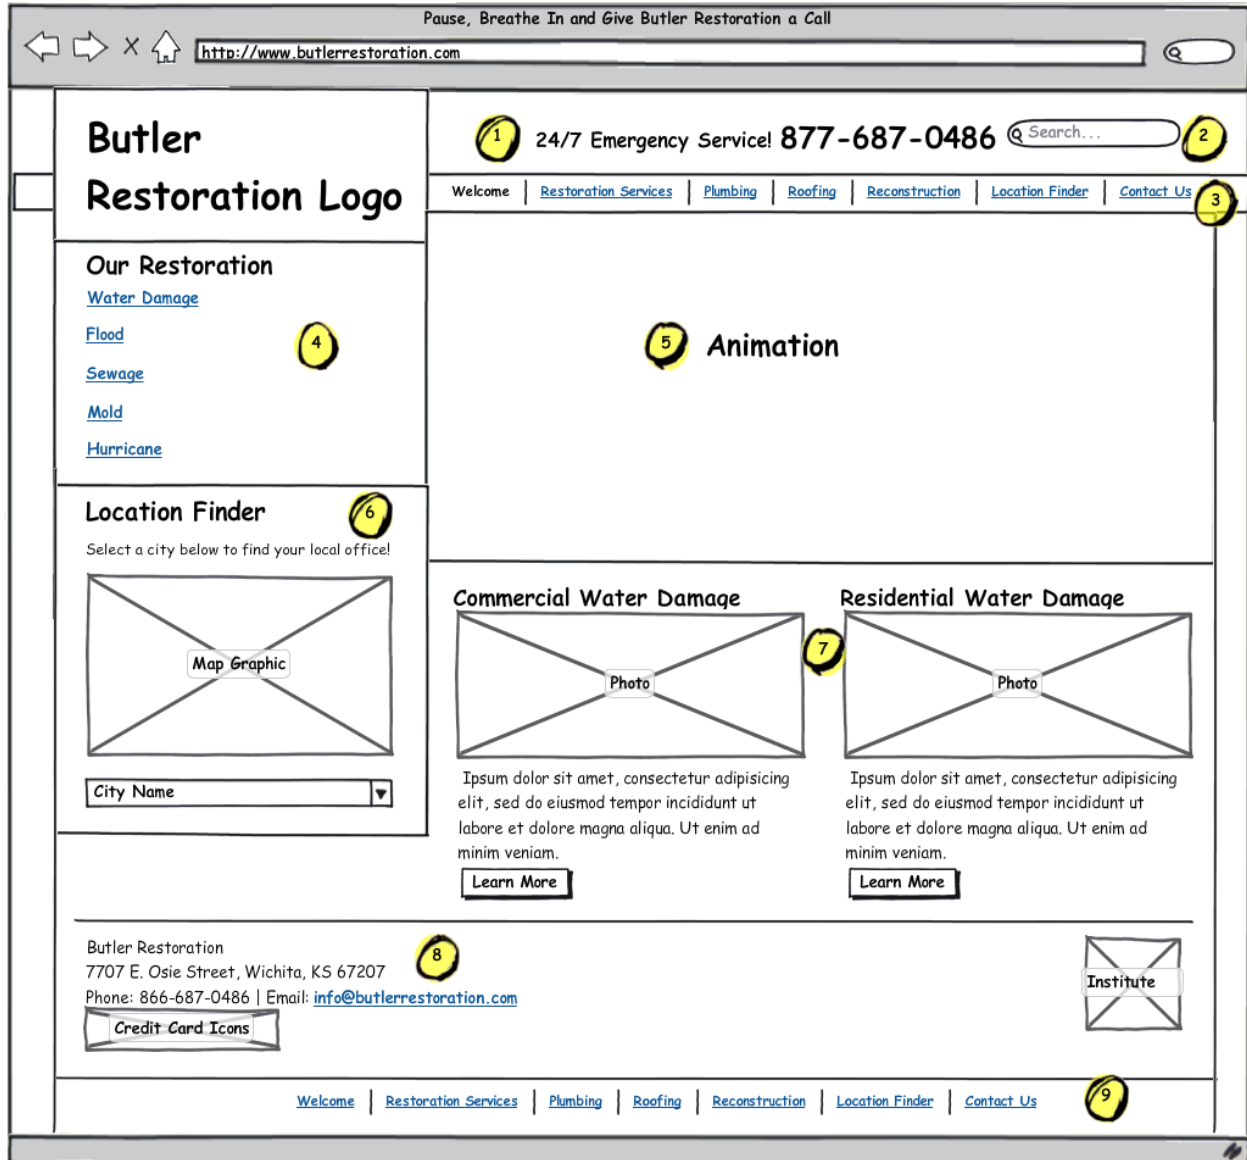 Pause, Breathe In and Give Butler Restoration a Call
http://www.butlerrestoration.com
Butler
Restoration Logo
1
24/7 Emergency Service! 877-687-0486
Search...
2
Welcome | Restoration Services | Plumbing | Roofing | Reconstruction | Location Finder | Contact Us
3
Our Restoration
Water Damage
Flood
Sewage
Mold
Hurricane
4
5
Animation
Location Finder
6
Select a city below to find your local office!
Map Graphic
City Name
Commercial Water Damage
Photo
Ipsum dolor sit amet, consectetur adipisicing
elit, sed do eiusmod tempor incididunt ut
labore et dolore magna aliqua. Ut enim ad
minim veniam.
Learn More
7
Residential Water Damage
Photo
Ipsum dolor sit amet, consectetur adipisicing
elit, sed do eiusmod tempor incididunt ut
labore et dolore magna aliqua. Ut enim ad
minim veniam.
Learn More
Butler Restoration
7707 E. Osie Street, Wichita, KS 67207
Phone: 866-687-0486 | Email: info@butlerrestoration.com
8
Credit Card Icons
Institute
Welcome | Restoration Services | Plumbing | Roofing | Reconstruction | Location Finder | Contact Us
9